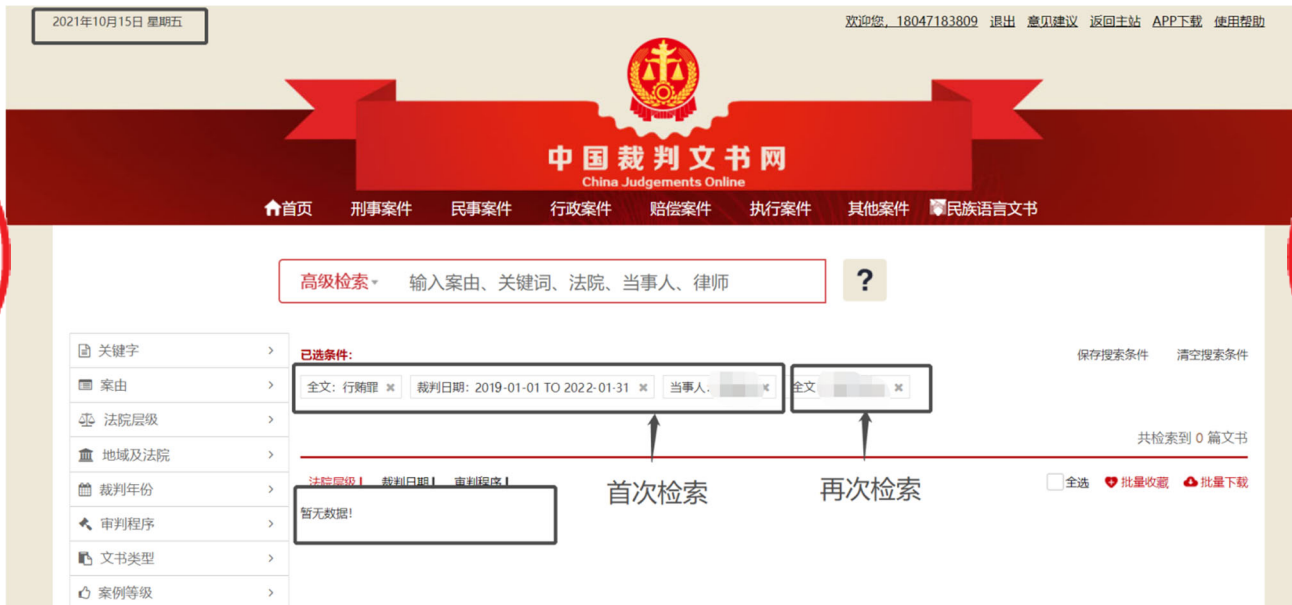 2021年10月15日 星期五
欢迎您，18047183809 退出 意见建议 返回主站 APP下载 使用帮助
中国裁判文书网
China Judgements Online
首页 刑事案件 民事案件 行政案件 赔偿案件 执行案件 其他案件 民族语言文书
高级检索 输入案由、关键词、法院、当事人、律师 ?
关键字
已选条件：
保存搜索条件 清空搜索条件
案由
全文：行贿罪 × 裁判日期：2019-01-01 TO 2022-01-31 × 当事人 × 全文 ×
法院层级
地域及法院
共检索到 0 篇文书
裁判年份
法院层级 裁判日期 审判程序
首次检索
再次检索
全选 批量收藏 批量下载
审判程序
暂无数据!
文书类型
案例等级